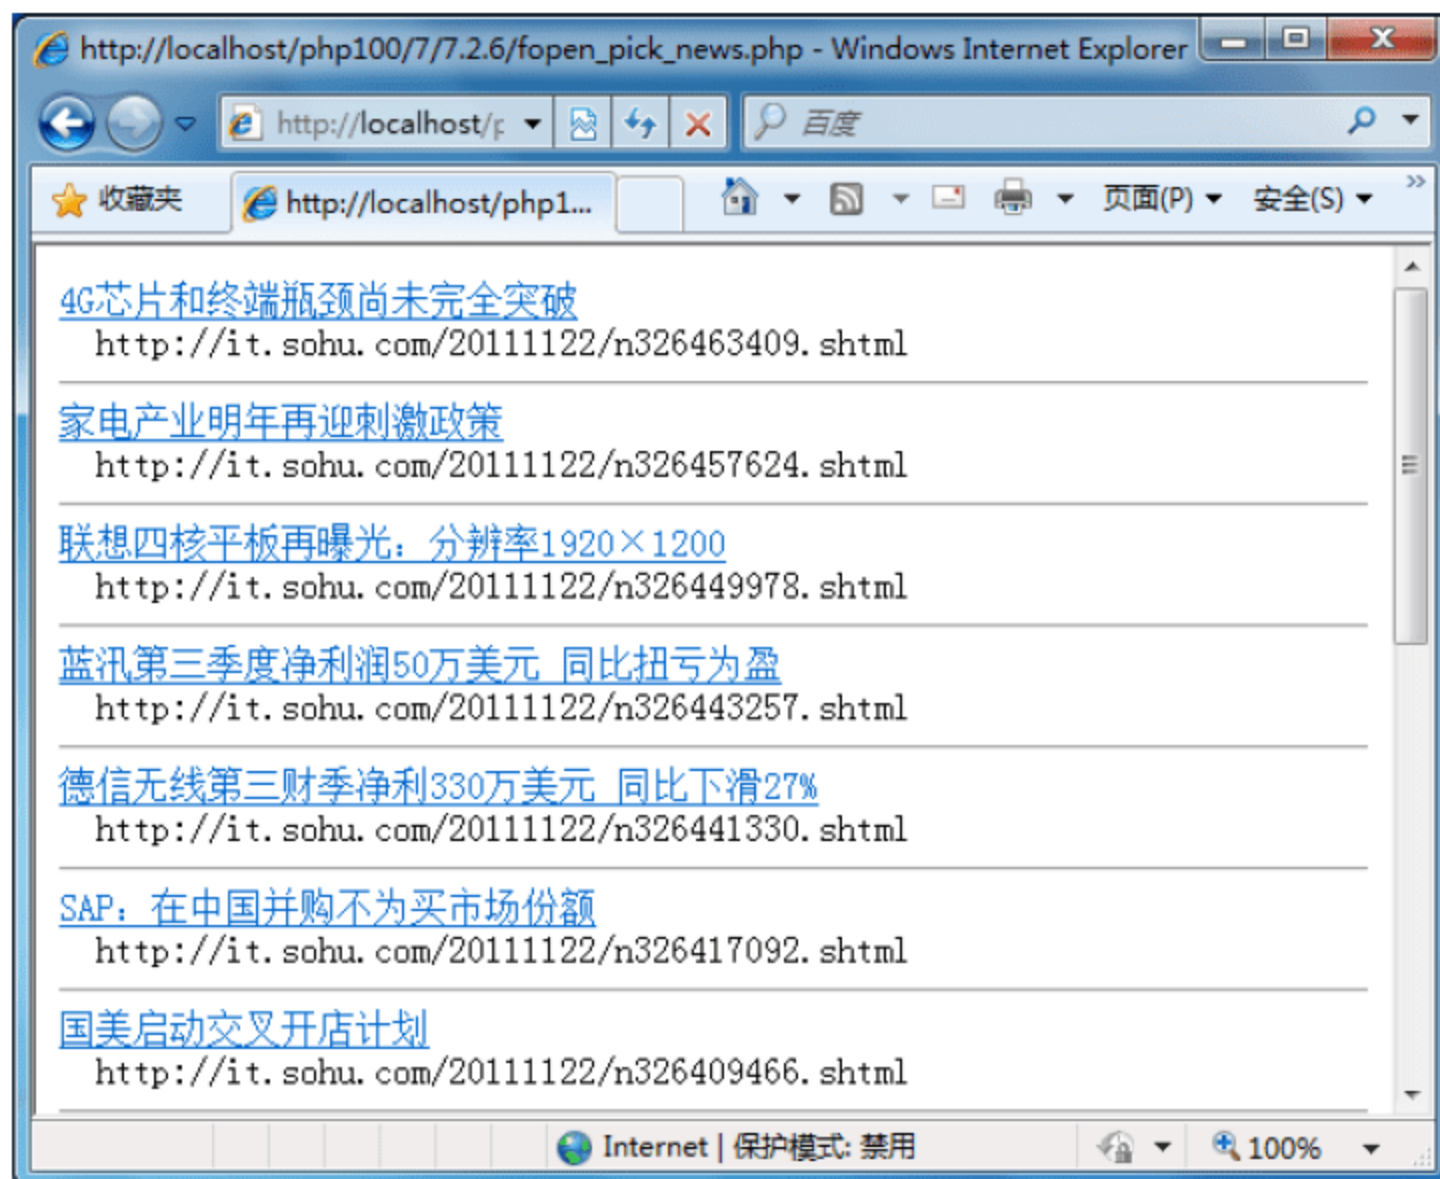 http://localhost/php100/7/7.2.6/fopen_pick_news.php - Windows Internet Explorer
http://localhost/p
百度
收藏夹
http://localhost/php1...
页面(P)
安全(S)
4G芯片和终端瓶颈尚未完全突破
http://it.sohu.com/20111122/n326463409.shtml
家电产业明年再迎刺激政策
http://it.sohu.com/20111122/n326457624.shtml
联想四核平板再曝光：分辨率1920×1200
http://it.sohu.com/20111122/n326449978.shtml
蓝汛第三季度净利润50万美元 同比扭亏为盈
http://it.sohu.com/20111122/n326443257.shtml
德信无线第三财季净利330万美元 同比下滑27%
http://it.sohu.com/20111122/n326441330.shtml
SAP：在中国并购不为买市场份额
http://it.sohu.com/20111122/n326417092.shtml
国美启动交叉开店计划
http://it.sohu.com/20111122/n326409466.shtml
Internet | 保护模式: 禁用
100%